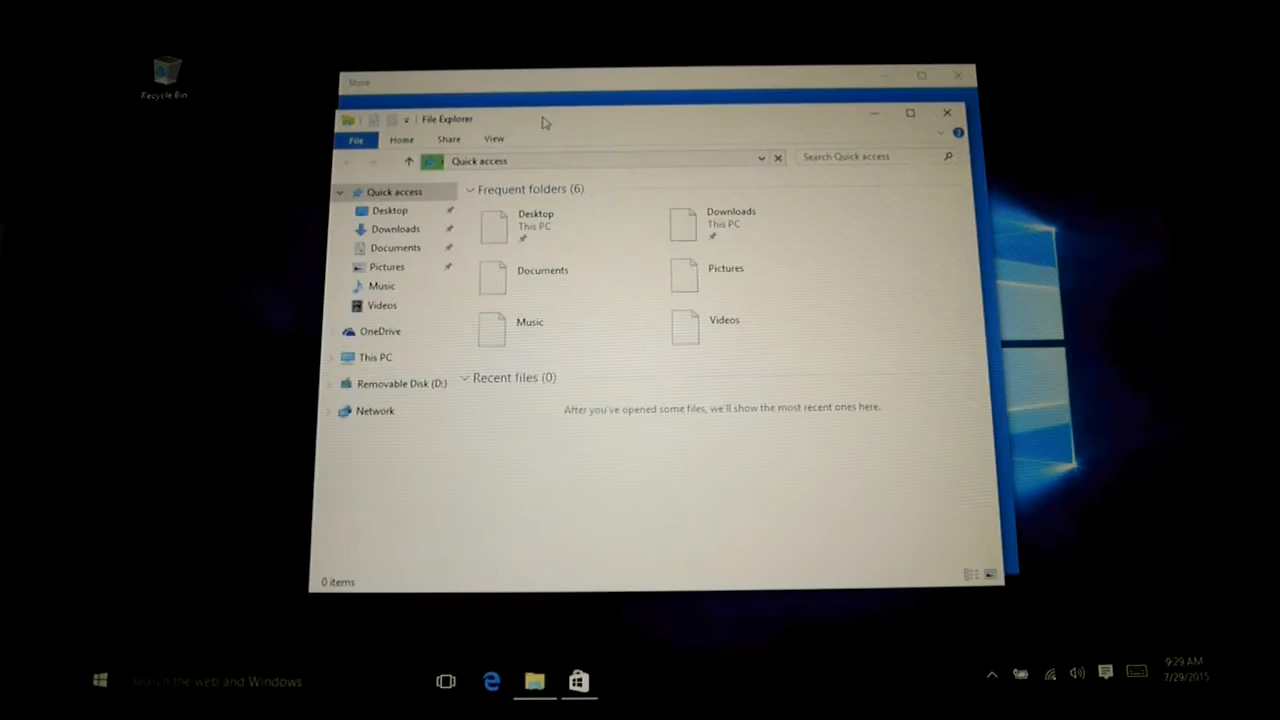 Recycle Bin
Store
File Explorer
File Home Share View
Quick access
Search Quick access
Quick access
Desktop
Downloads
Documents
Pictures
Music
Videos
OneDrive
This PC
Removable Disk (D:)
Network
Frequent folders (6)
Desktop
This PC
Downloads
This PC
Documents
Pictures
Music
Videos
Recent files (0)
After you've opened some files, we'll show the most recent ones here.
0 items
Search the web and Windows
9:29 AM
7/29/2015